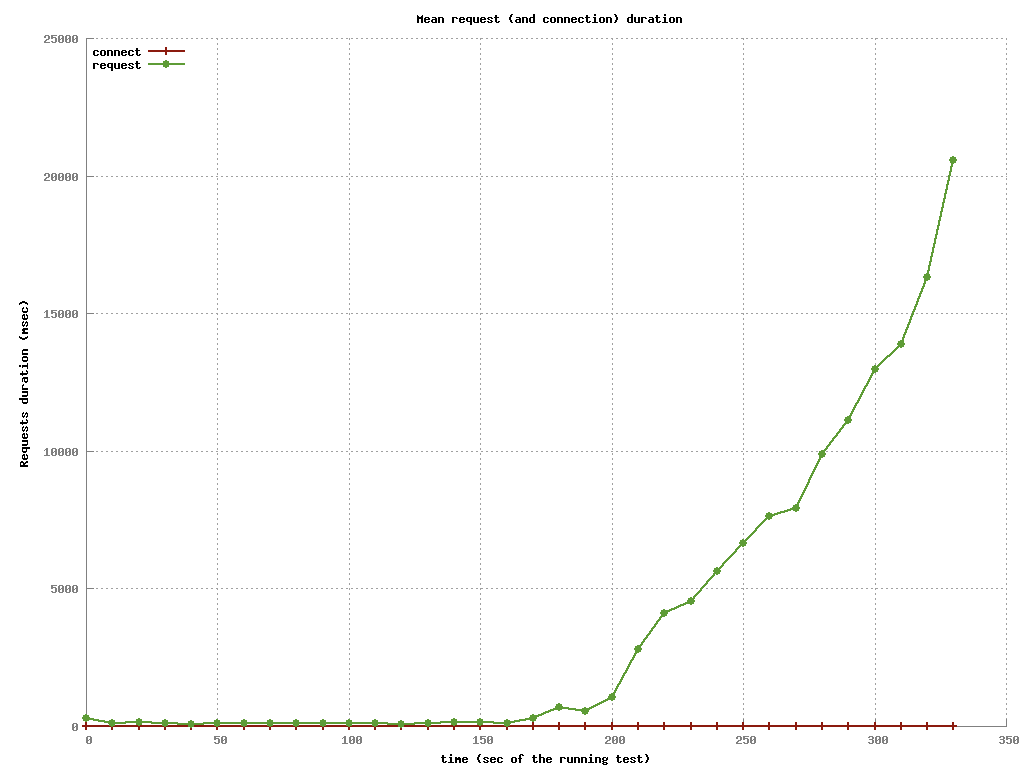 Mean request (and connection) duration
25000
connect
request
20000
15000
Requests duration (msec)
10000
5000
0
0 50 100 150 200 250 300 350
time (sec of the running test)